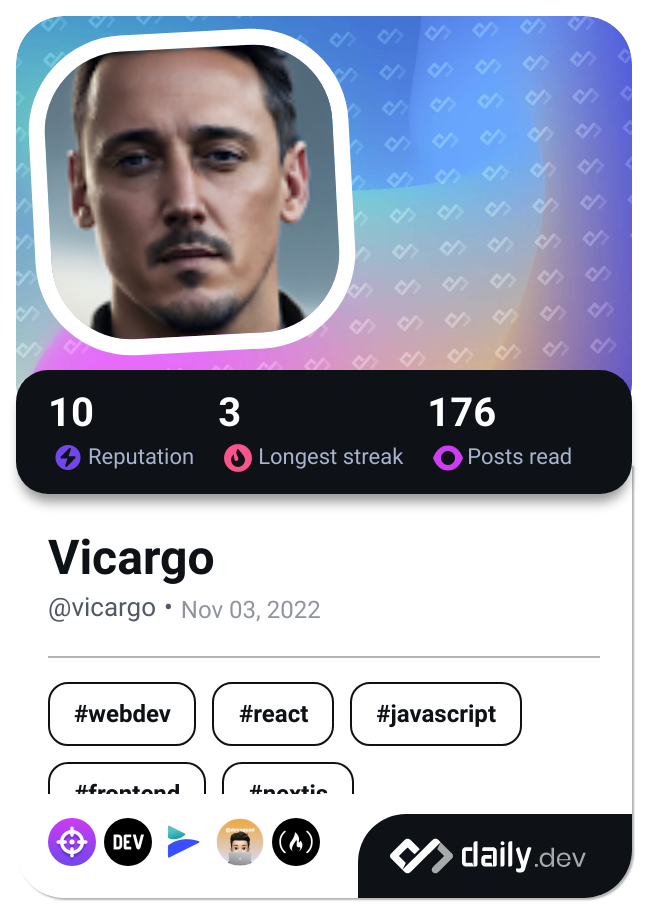 10 3 176
Reputation Longest streak Posts read
Vicargo
@vicargo • Nov 03, 2022
#webdev #react #javascript
#frontend #nextjs
DEV
daily.dev